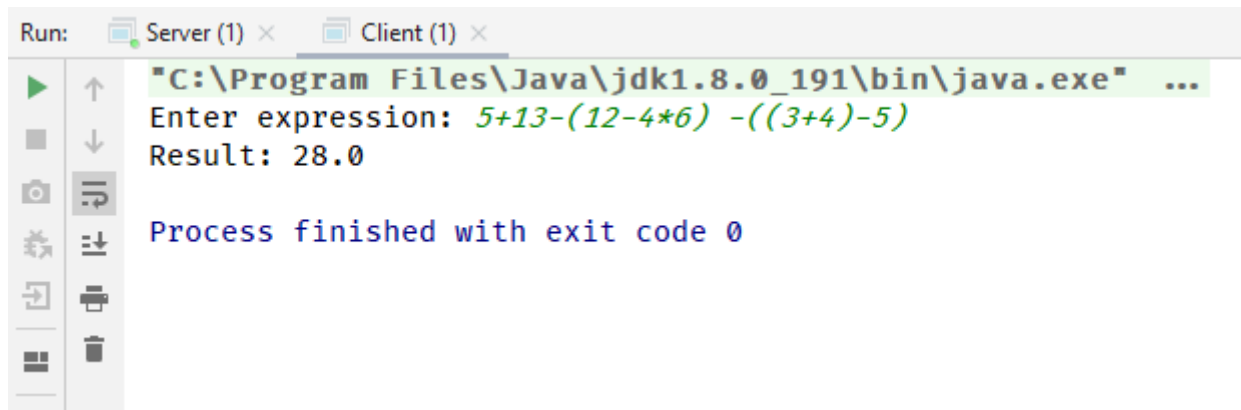 Run: Server (1) × Client (1) ×
"C:\Program Files\Java\jdk1.8.0_191\bin\java.exe" ...
Enter expression: 5+13-(12-4*6) -((3+4)-5)
Result: 28.0
Process finished with exit code 0